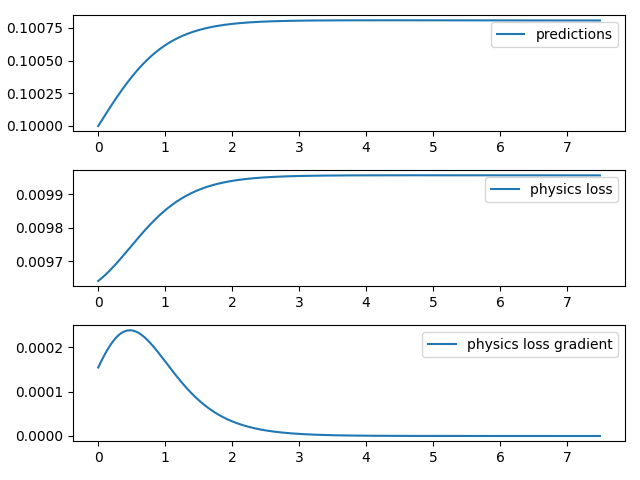 0.10075
0.10050
0.10025
0.10000
predictions
0 1 2 3 4 5 6 7
0.0099
0.0098
0.0097
physics loss
0 1 2 3 4 5 6 7
0.0002
0.0001
0.0000
physics loss gradient
0 1 2 3 4 5 6 7